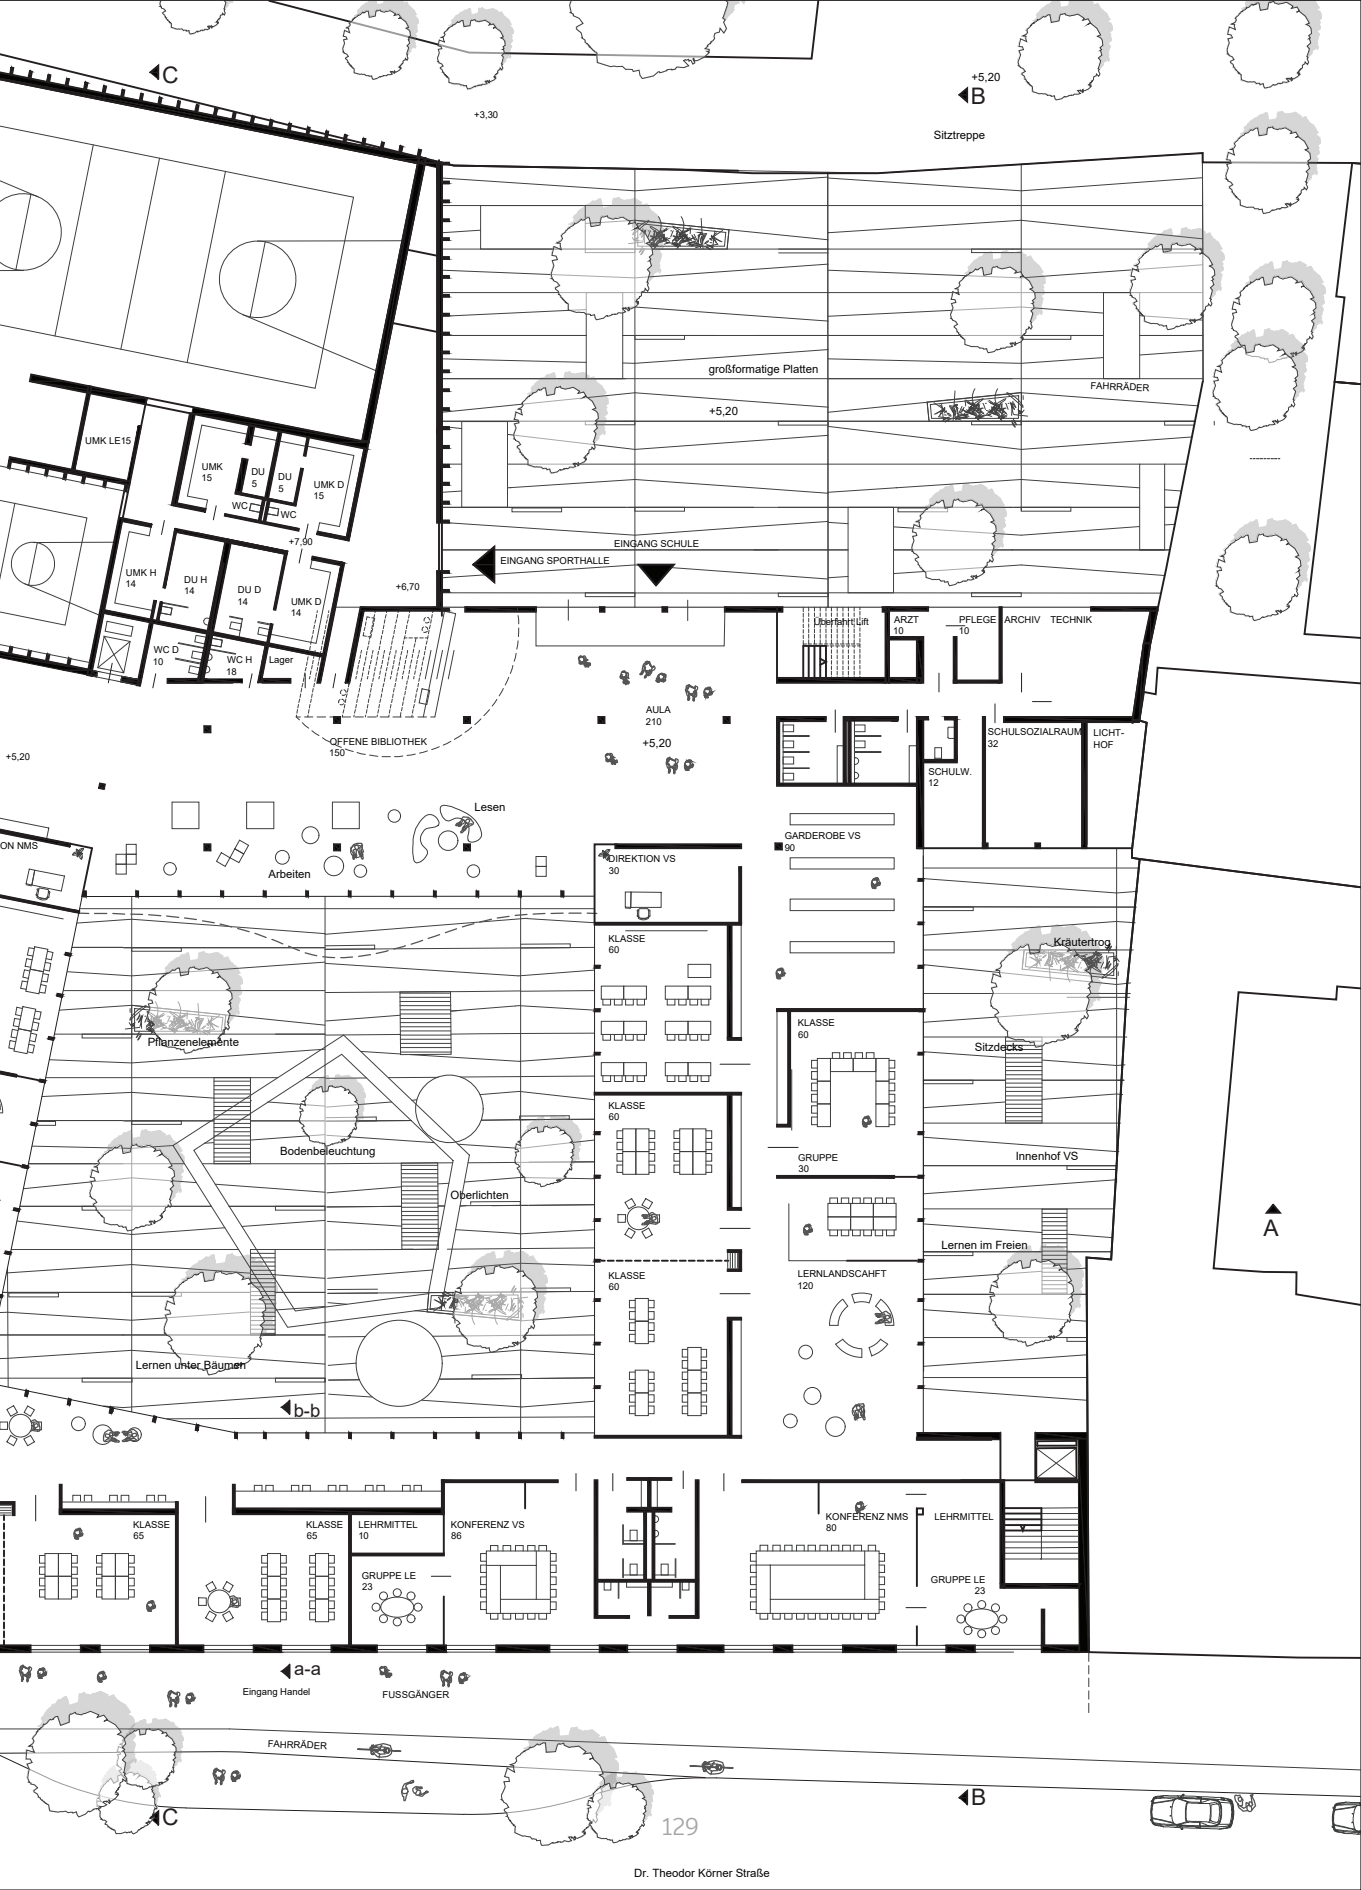 C
+5,20
B
+3,30
Sitztreppe
großformatige Platten
FAHRRÄDER
+5,20
UMK LE15
UMK
15
DU
5
DU
5
UMK D
15
WC
WC
+7,90
EINGANG SCHULE
EINGANG SPORTHALLE
UMK H
14
DU H
14
DU D
14
UMK D
14
+6,70
WC D
10
WC H
18
Lager
Überfahrt Lift
ARZT
10
PFLEGE
10
ARCHIV
TECHNIK
AULA
210
+5,20
OFFENE BIBLIOTHEK
150
+5,20
SCHULSOZIALRAUM
32
LICHT-
HOF
SCHULW.
12
Lesen
GARDEROBE VS
90
ON NMS
DIREKTION VS
30
Arbeiten
KLASSE
60
Kräutertrog
Pflanzenelemente
KLASSE
60
Sitzdecks
KLASSE
60
Bodenbeleuchtung
GRUPPE
30
Innenhof VS
Oberlichten
A
Lernen im Freien
KLASSE
60
LERNLANDSCAHFT
120
Lernen unter Bäumen
b-b
KLASSE
65
KLASSE
65
LEHRMITTEL
10
KONFERENZ VS
86
KONFERENZ NMS
80
LEHRMITTEL
GRUPPE LE
23
GRUPPE LE
23
a-a
Eingang Handel
FUSSGÄNGER
FAHRRÄDER
B
C
129
Dr. Theodor Körner Straße